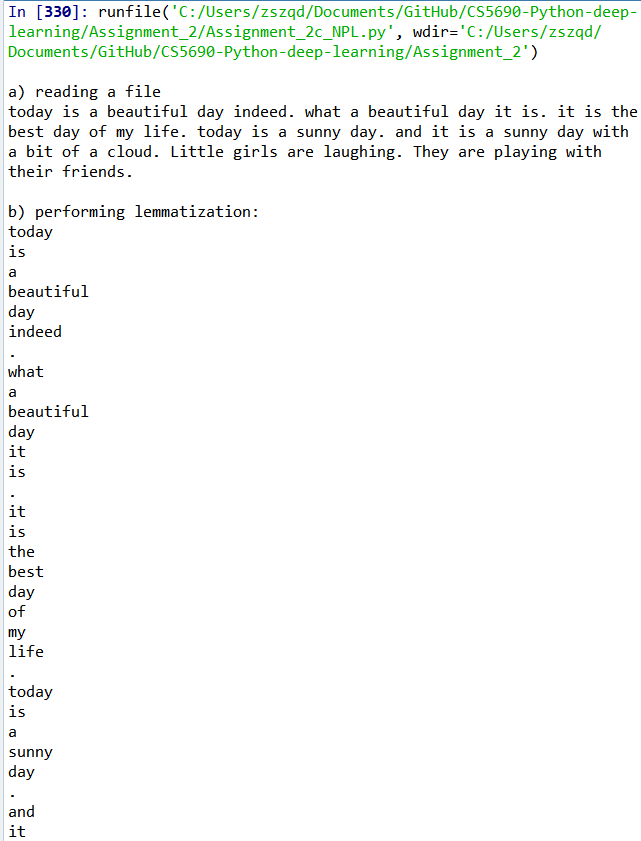 In [330]: runfile('C:/Users/zszqd/Documents/GitHub/CS5690-Python-deep-
learning/Assignment_2/Assignment_2c_NPL.py', wdir='C:/Users/zszqd/
Documents/GitHub/CS5690-Python-deep-learning/Assignment_2')
a) reading a file
today is a beautiful day indeed. what a beautiful day it is. it is the
best day of my life. today is a sunny day. and it is a sunny day with
a bit of a cloud. Little girls are laughing. They are playing with
their friends.
b) performing lemmatization:
today
is
a
beautiful
day
indeed
.
what
a
beautiful
day
it
is
.
it
is
the
best
day
of
my
life
.
today
is
a
sunny
day
.
and
it